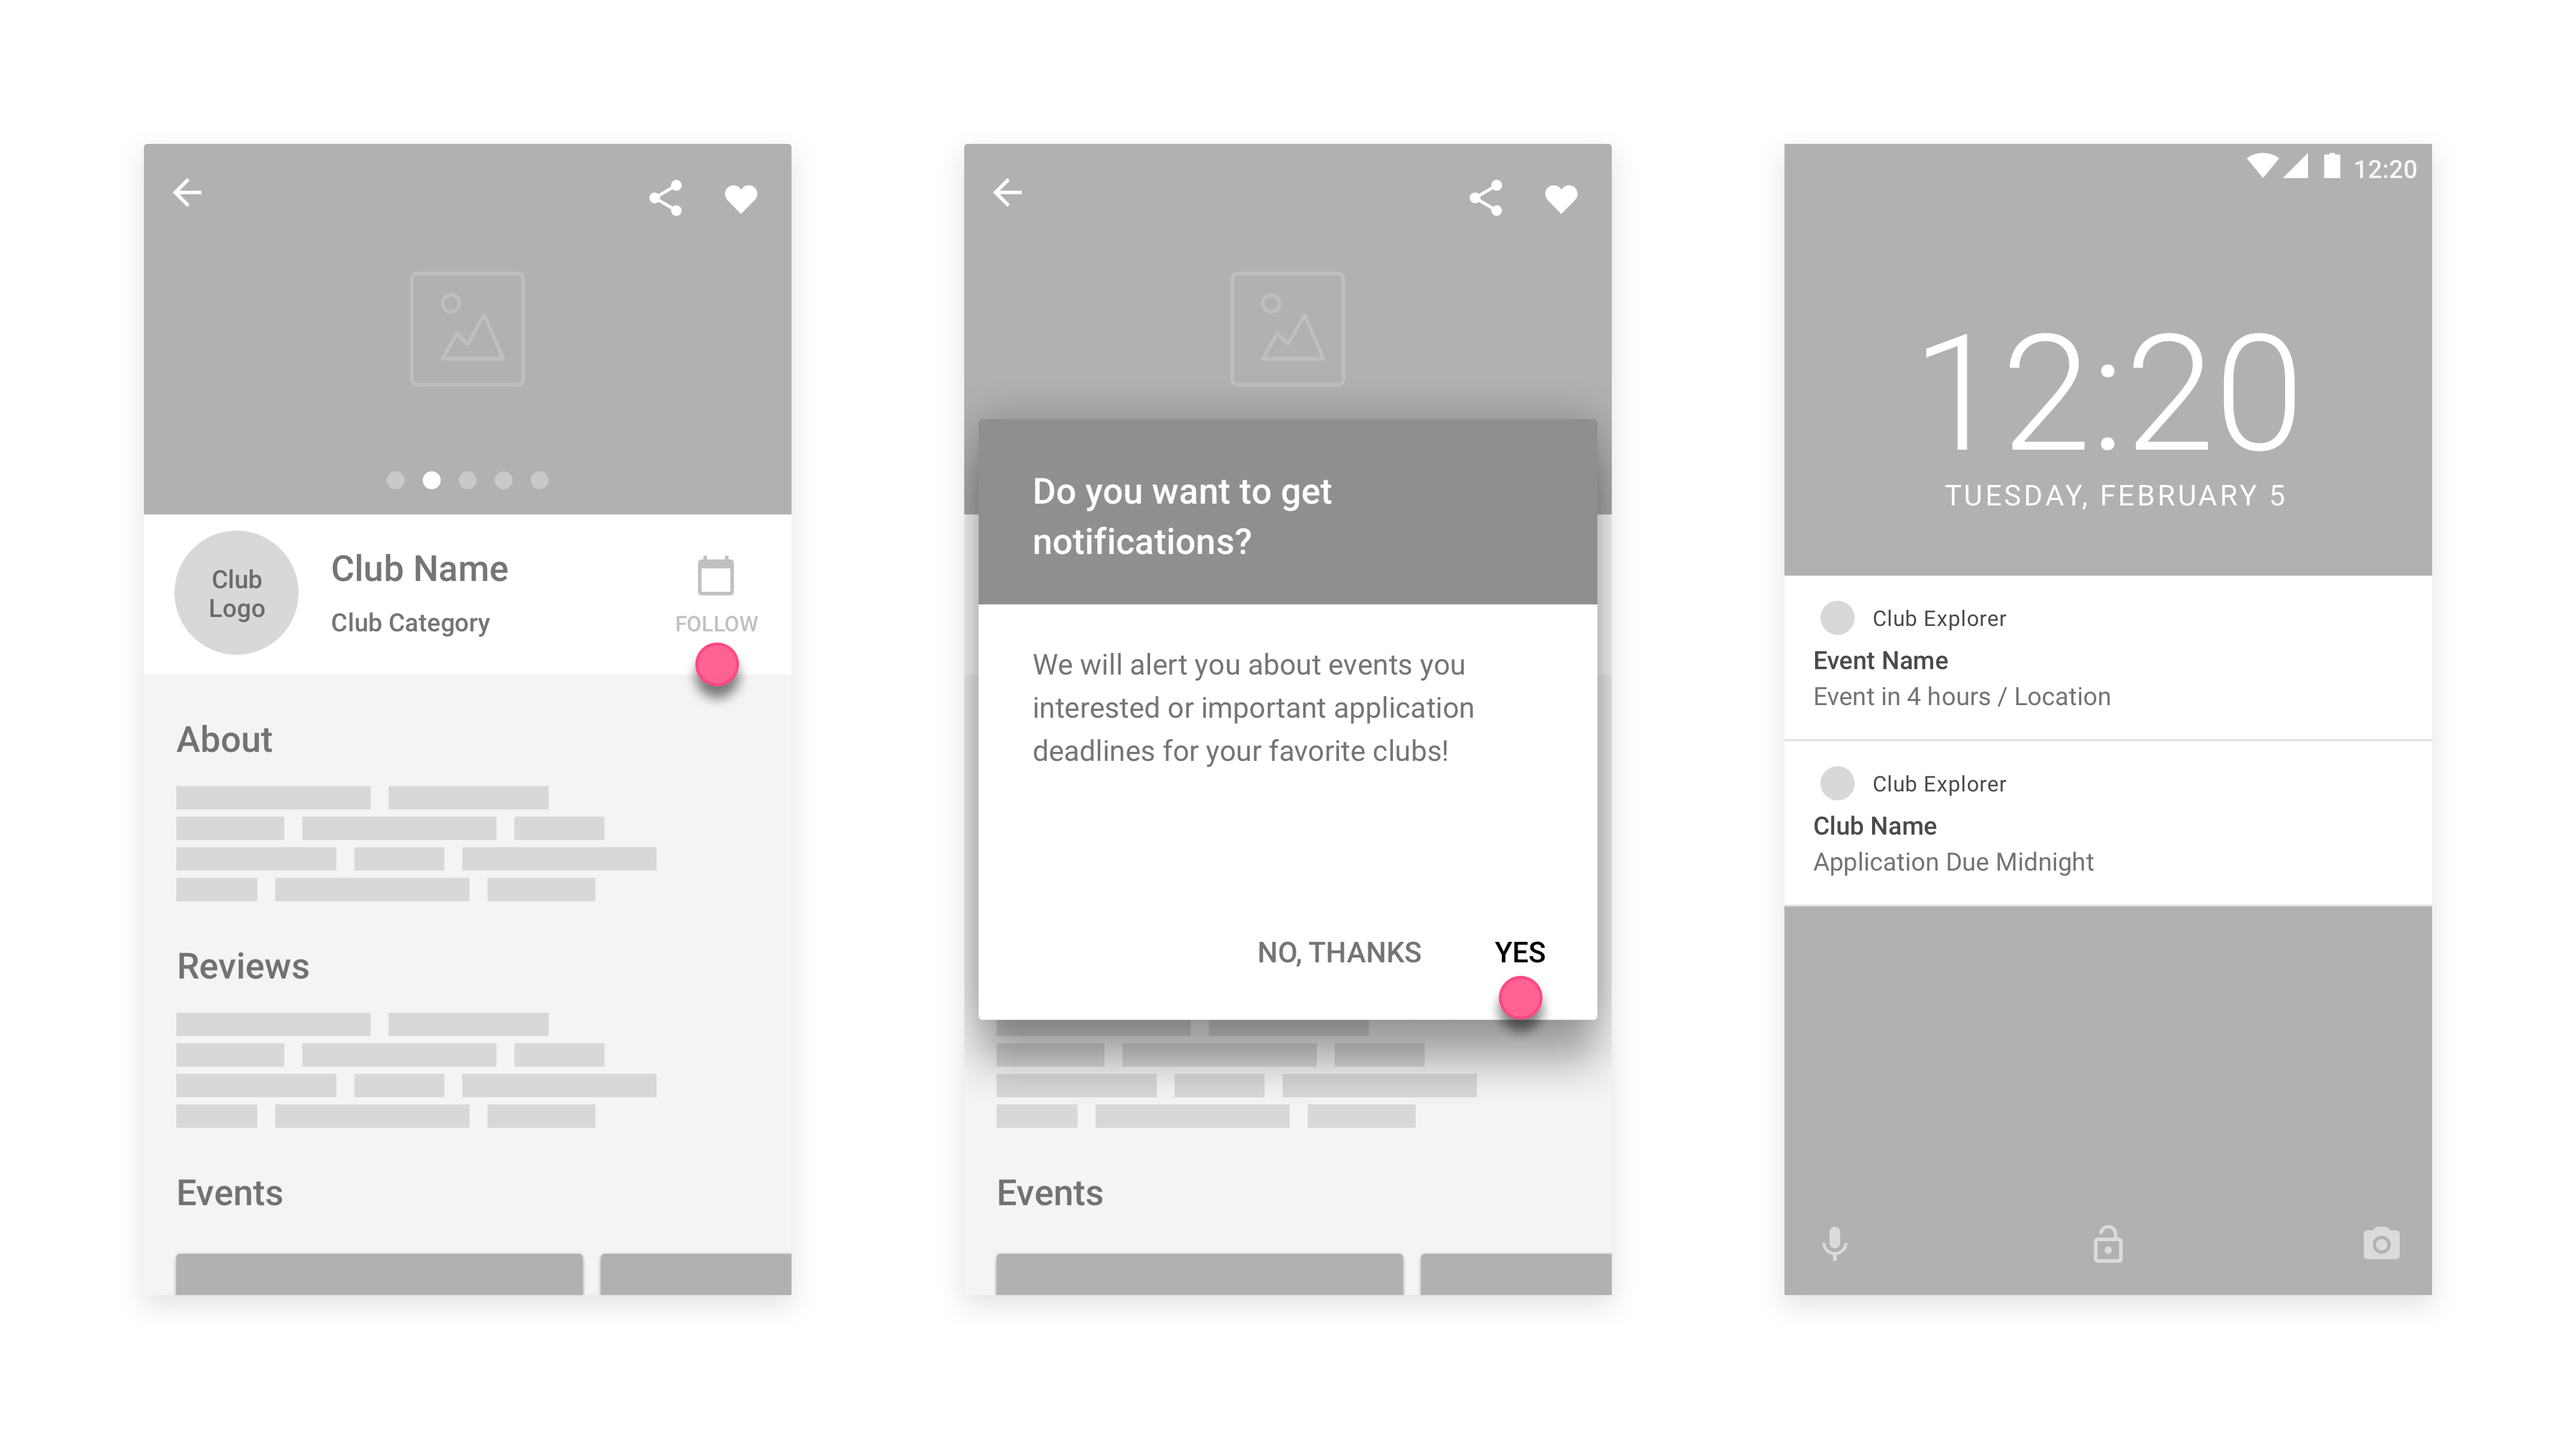 Club
Logo
Club Name
Club Category
FOLLOW
About
Reviews
Events
Do you want to get
notifications?
We will alert you about events you
interested or important application
deadlines for your favorite clubs!
NO, THANKS
YES
Events
12:20
12:20
TUESDAY, FEBRUARY 5
Club Explorer
Event Name
Event in 4 hours / Location
Club Explorer
Club Name
Application Due Midnight